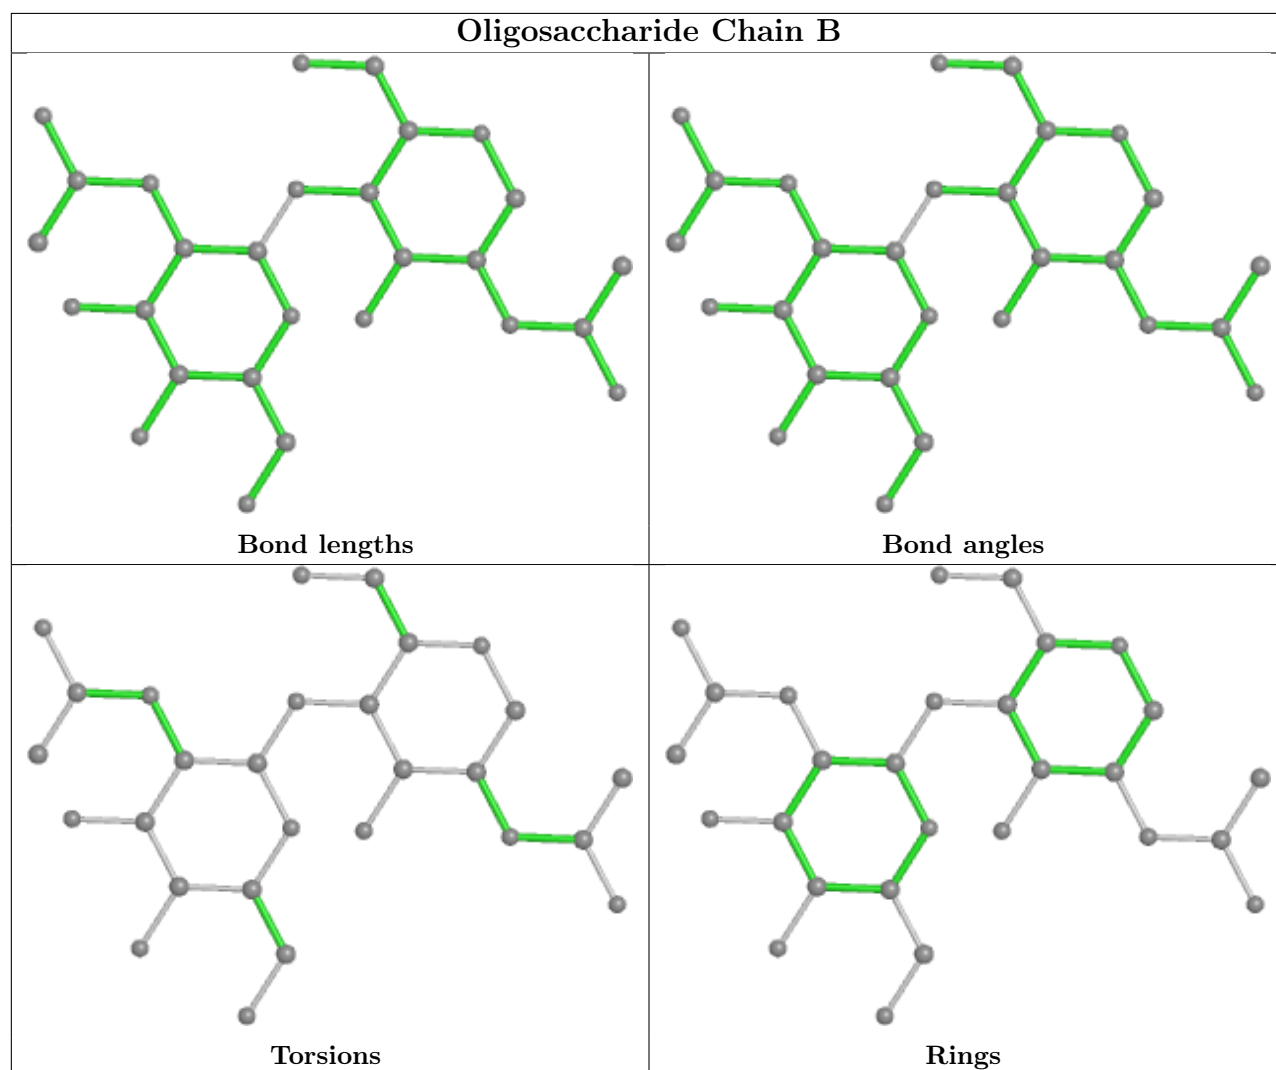 Oligosaccharide Chain B
Bond lengths
Bond angles
Torsions
Rings